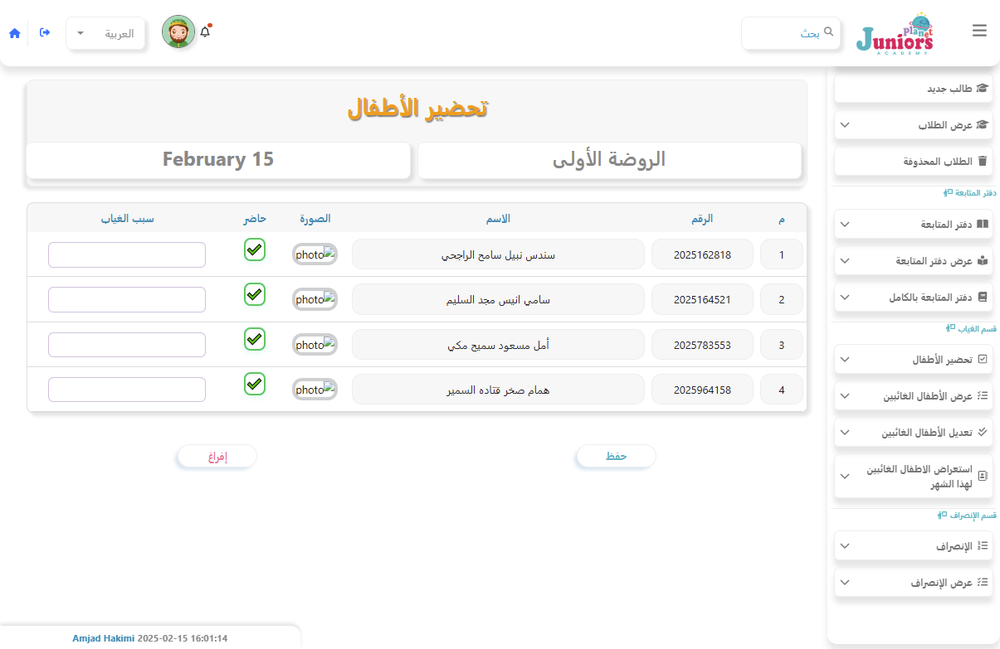 planet
Juniors
ACADEMY
بحث
العربية
طالب جديد
عرض الطلاب
الطلاب المحذوفة
دفتر المتابعة
دفتر المتابعة
عرض دفتر المتابعة
دفتر المتابعة بالكامل
قسم الغياب
تحضير الأطفال
عرض الأطفال الغائبين
تعديل الأطفال الغائبين
استعراض الاطفال الغائبين
لهذا الشهر
قسم الإنصراف
الإنصراف
عرض الإنصراف
تحضير الأطفال
الروضة الأولى
February 15
م الرقم الاسم الصورة حاضر سبب الغياب
1 2025162818 سندس نبيل سامح الراجحي photo
2 2025164521 سامي انيس مجد السليم photo
3 2025783553 أمل مسعود سميح مكي photo
4 2025964158 همام صخر قتاده السمير photo
حفظ
إفراغ
Amjad Hakimi 2025-02-15 16:01:14